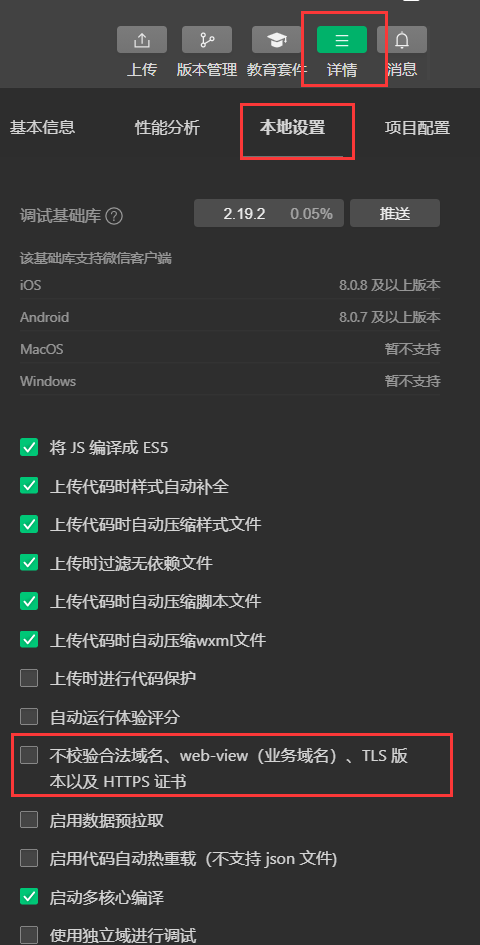 上传 版本管理 教育套件 详情 消息
基本信息 性能分析 本地设置 项目配置
调试基础库 ? 2.19.2 0.05% 推送
该基础库支持微信客户端
iOS 8.0.8 及以上版本
Android 8.0.7 及以上版本
MacOS 暂不支持
Windows 暂不支持
将 JS 编译成 ES5
上传代码时样式自动补全
上传代码时自动压缩样式文件
上传时过滤无依赖文件
上传代码时自动压缩脚本文件
上传代码时自动压缩wxml文件
上传时进行代码保护
自动运行体验评分
不校验合法域名、web-view（业务域名）、TLS 版
本以及 HTTPS 证书
启用数据预拉取
启用代码自动热重载（不支持 json 文件)
启动多核心编译
使用独立域进行调试